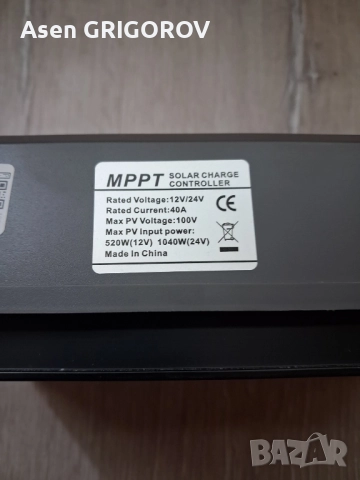 Asen GRIGOROV
MPPT SOLAR CHARGE CONTROLLER
Rated Voltage:12V/24V
Rated Current:40A
Max PV Voltage:100V
Max PV input power:
520W(12V) 1040W(24V)
Made In China
CE
BAZAR